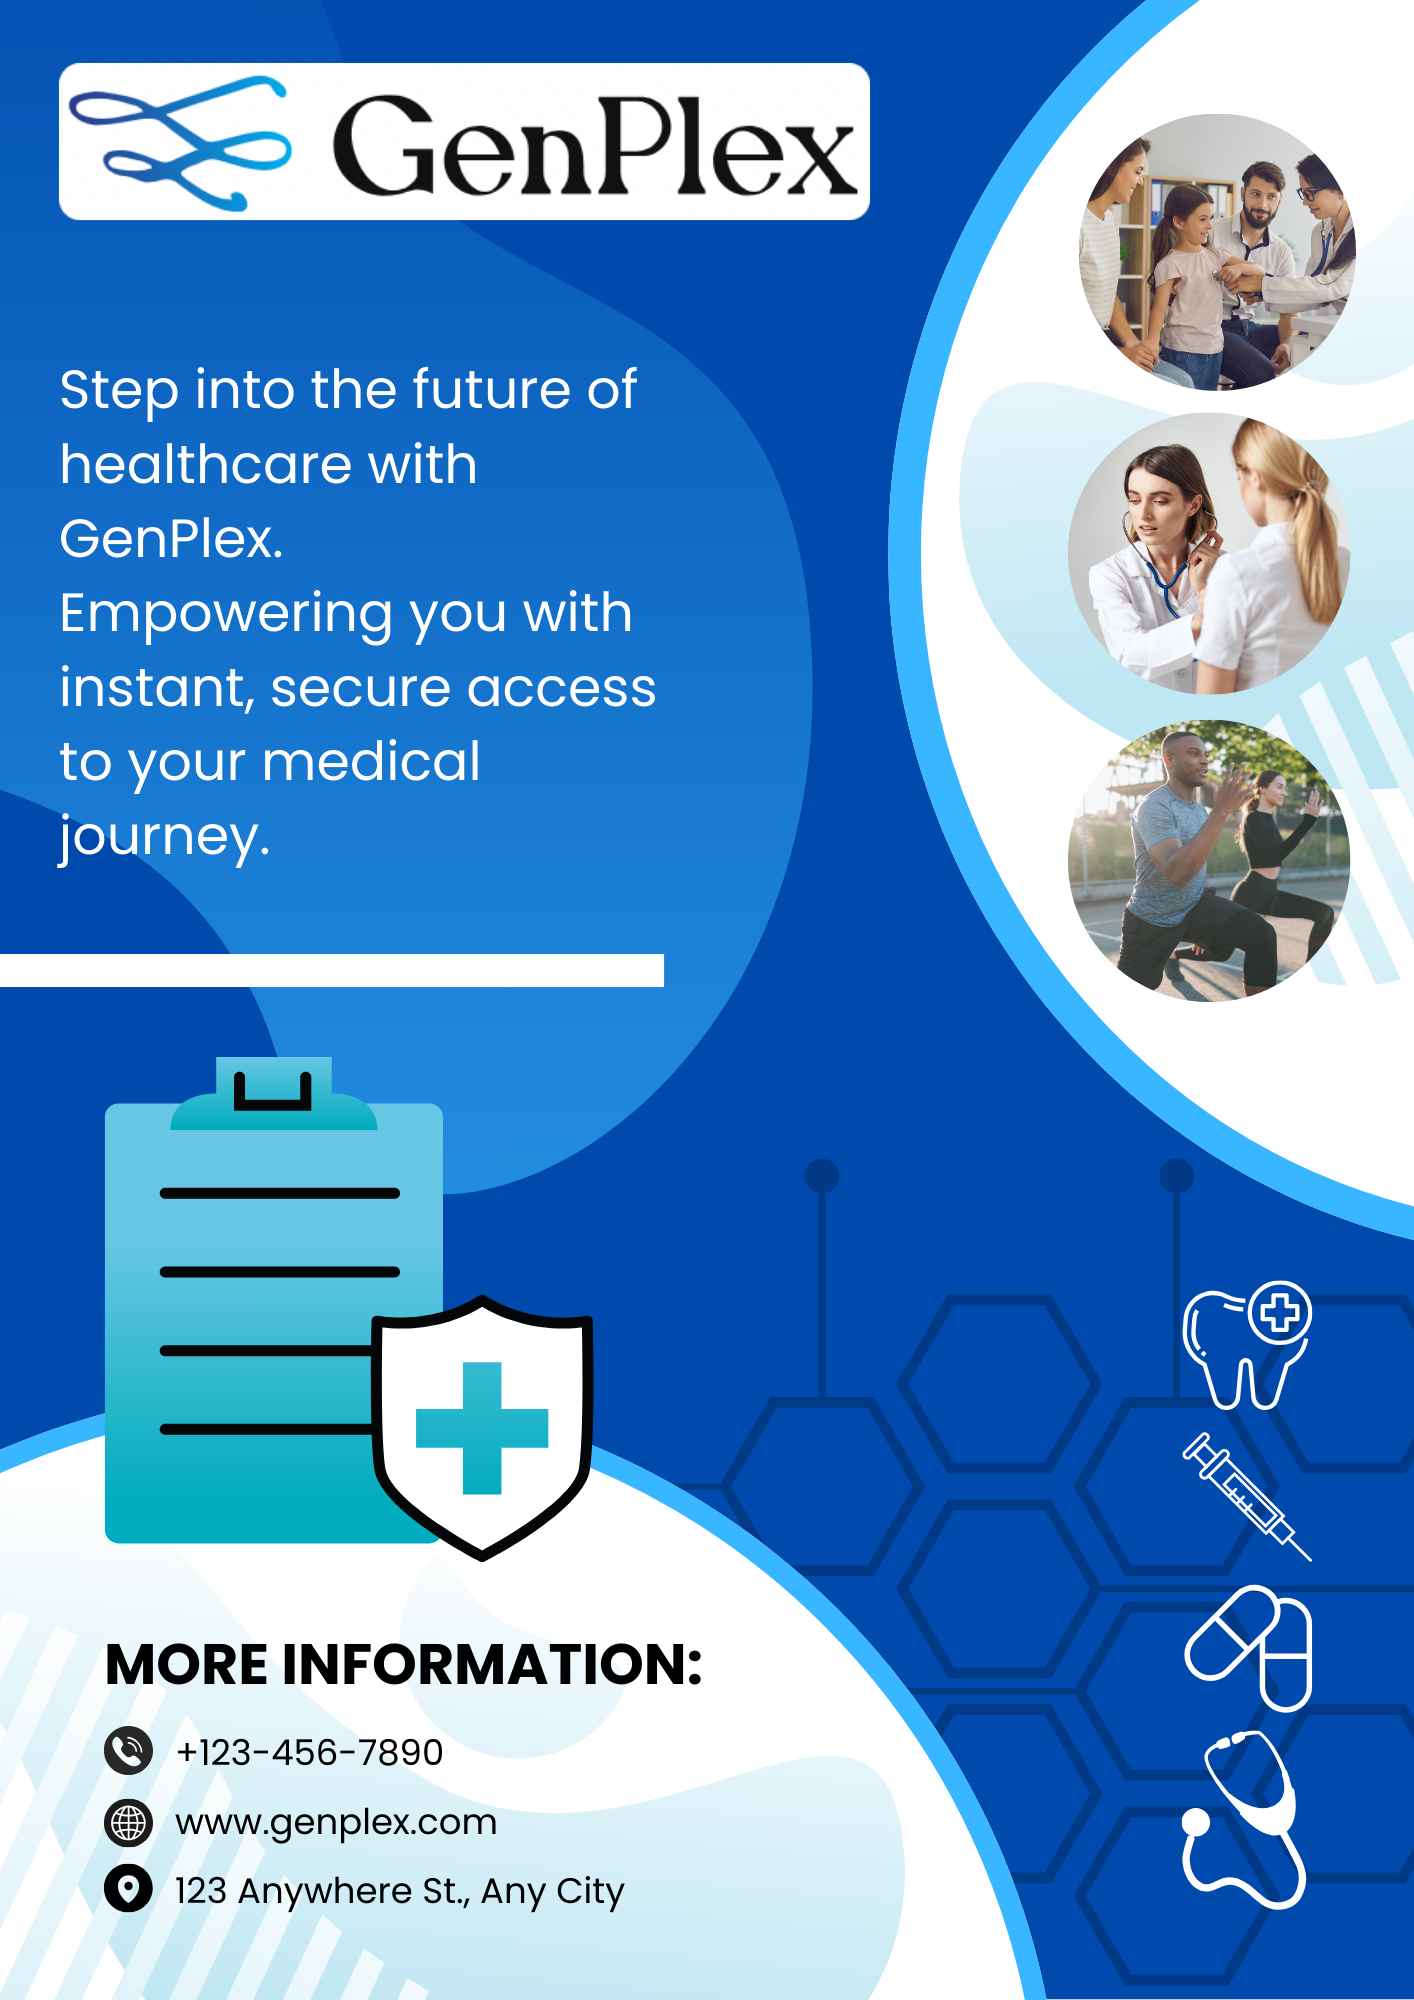 GenPlex
Step into the future of
healthcare with
GenPlex.
Empowering you with
instant, secure access
to your medical
journey.
MORE INFORMATION:
+123-456-7890
www.genplex.com
123 Anywhere St., Any City